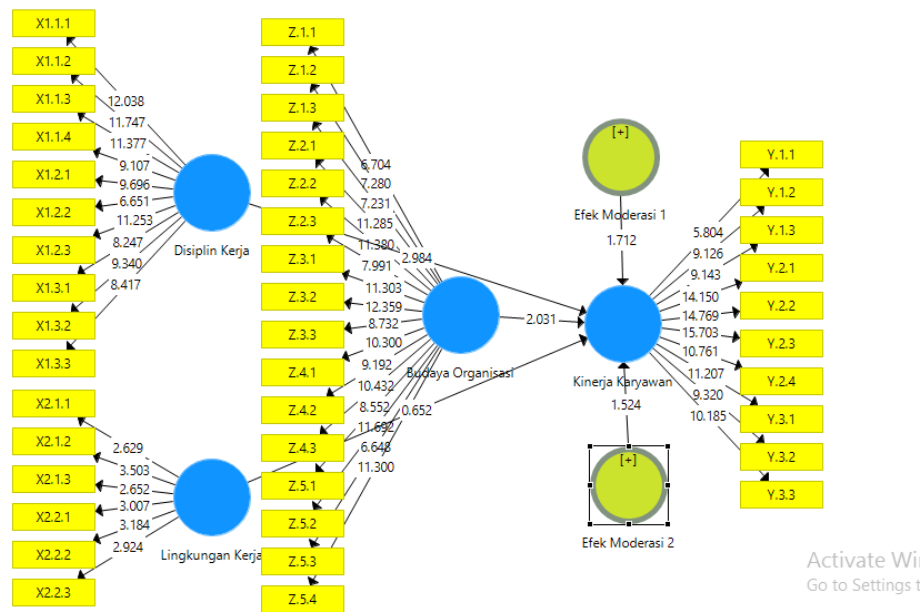 X1.1.1
X1.1.2
X1.1.3
X1.1.4
X1.2.1
X1.2.2
X1.2.3
X1.3.1
X1.3.2
X1.3.3
12.038
11.747
11.377
9.107
9.696
6.651
11.253
8.247
9.340
8.417
Disiplin Kerja
X2.1.1
X2.1.2
X2.1.3
X2.2.1
X2.2.2
X2.2.3
2.629
3.503
2.652
3.007
3.184
2.924
Lingkungan Kerja
Z.1.1
Z.1.2
Z.1.3
Z.2.1
Z.2.2
Z.2.3
Z.3.1
Z.3.2
Z.3.3
Z.4.1
Z.4.2
Z.4.3
Z.5.1
Z.5.2
Z.5.3
Z.5.4
6.704
7.280
7.231
11.285
11.380
7.991
11.303
12.359
8.732
10.300
9.192
10.432
8.552
11.692
6.648
11.300
Budaya Organisasi
2.984
2.031
0.652
[+]
Efek Moderasi 1
1.712
Kinerja Karyawan
1.524
[+]
Efek Moderasi 2
5.804
9.126
9.143
14.150
14.769
15.703
10.761
11.207
9.320
10.185
Y.1.1
Y.1.2
Y.1.3
Y.2.1
Y.2.2
Y.2.3
Y.2.4
Y.3.1
Y.3.2
Y.3.3
Activate Wi
Go to Settings t